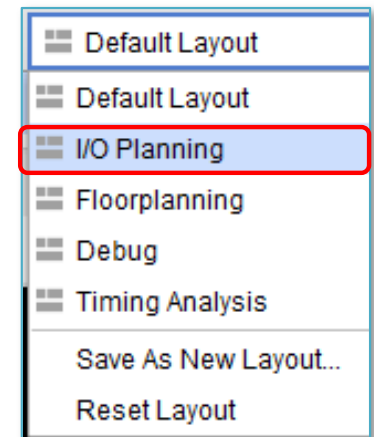 Default Layout
Default Layout
I/O Planning
Floorplanning
Debug
Timing Analysis
Save As New Layout...
Reset Layout